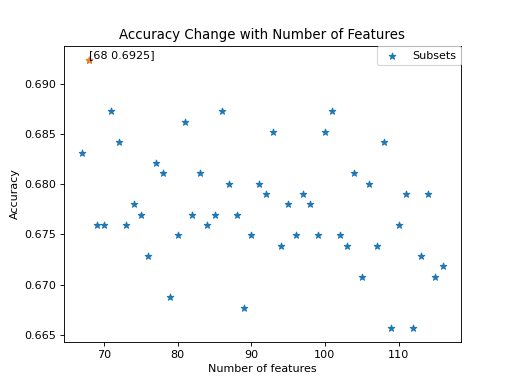 Accuracy Change with Number of Features
[68 0.6925]
Subsets
0.690
0.685
0.680
0.675
0.670
0.665
Accuracy
70 80 90 100 110
Number of features